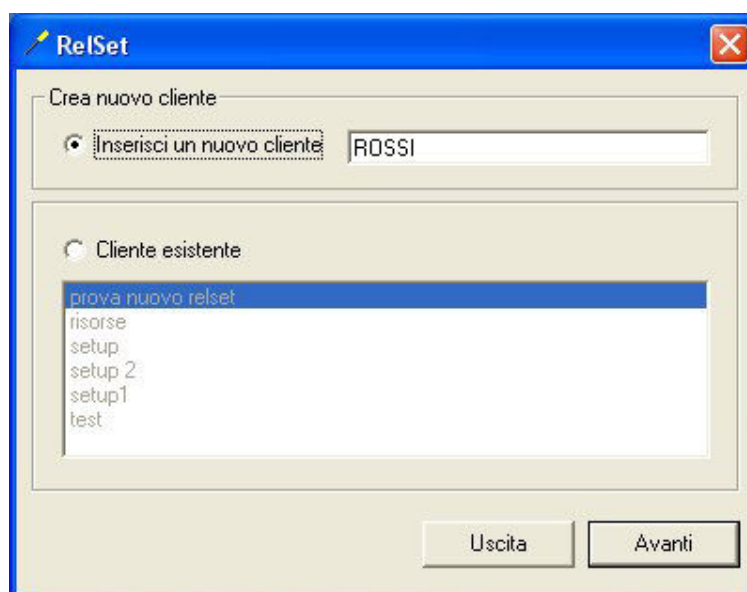 RelSet
Crea nuovo cliente
Inserisci un nuovo cliente ROSSI
Cliente esistente
prova nuovo relset
risorse
setup
setup 2
setup1
test
Uscita Avanti